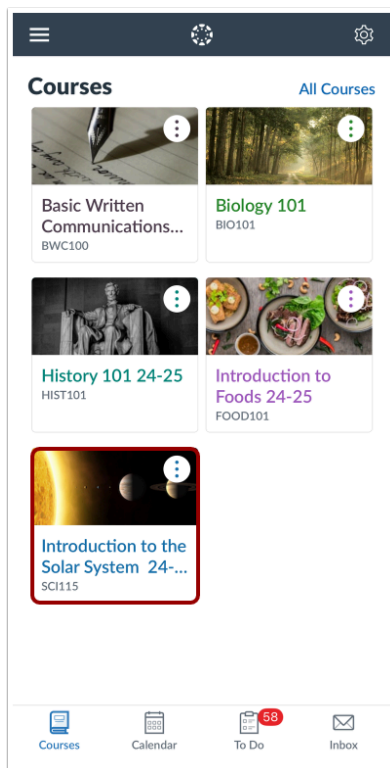 Courses
All Courses
Basic Written
Communications...
BWC100
Biology 101
BIO101
History 101 24-25
HIST101
Introduction to
Foods 24-25
FOOD101
Introduction to the
Solar System 24-...
SCI115
58
Courses
Calendar
To Do
Inbox